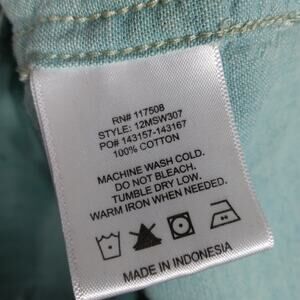 RN# 117508
STYLE: 12MSW307
PO# 143157-143167
100% COTTON
MACHINE WASH COLD.
DO NOT BLEACH.
TUMBLE DRY LOW.
WARM IRON WHEN NEEDED.
MADE IN INDONESIA